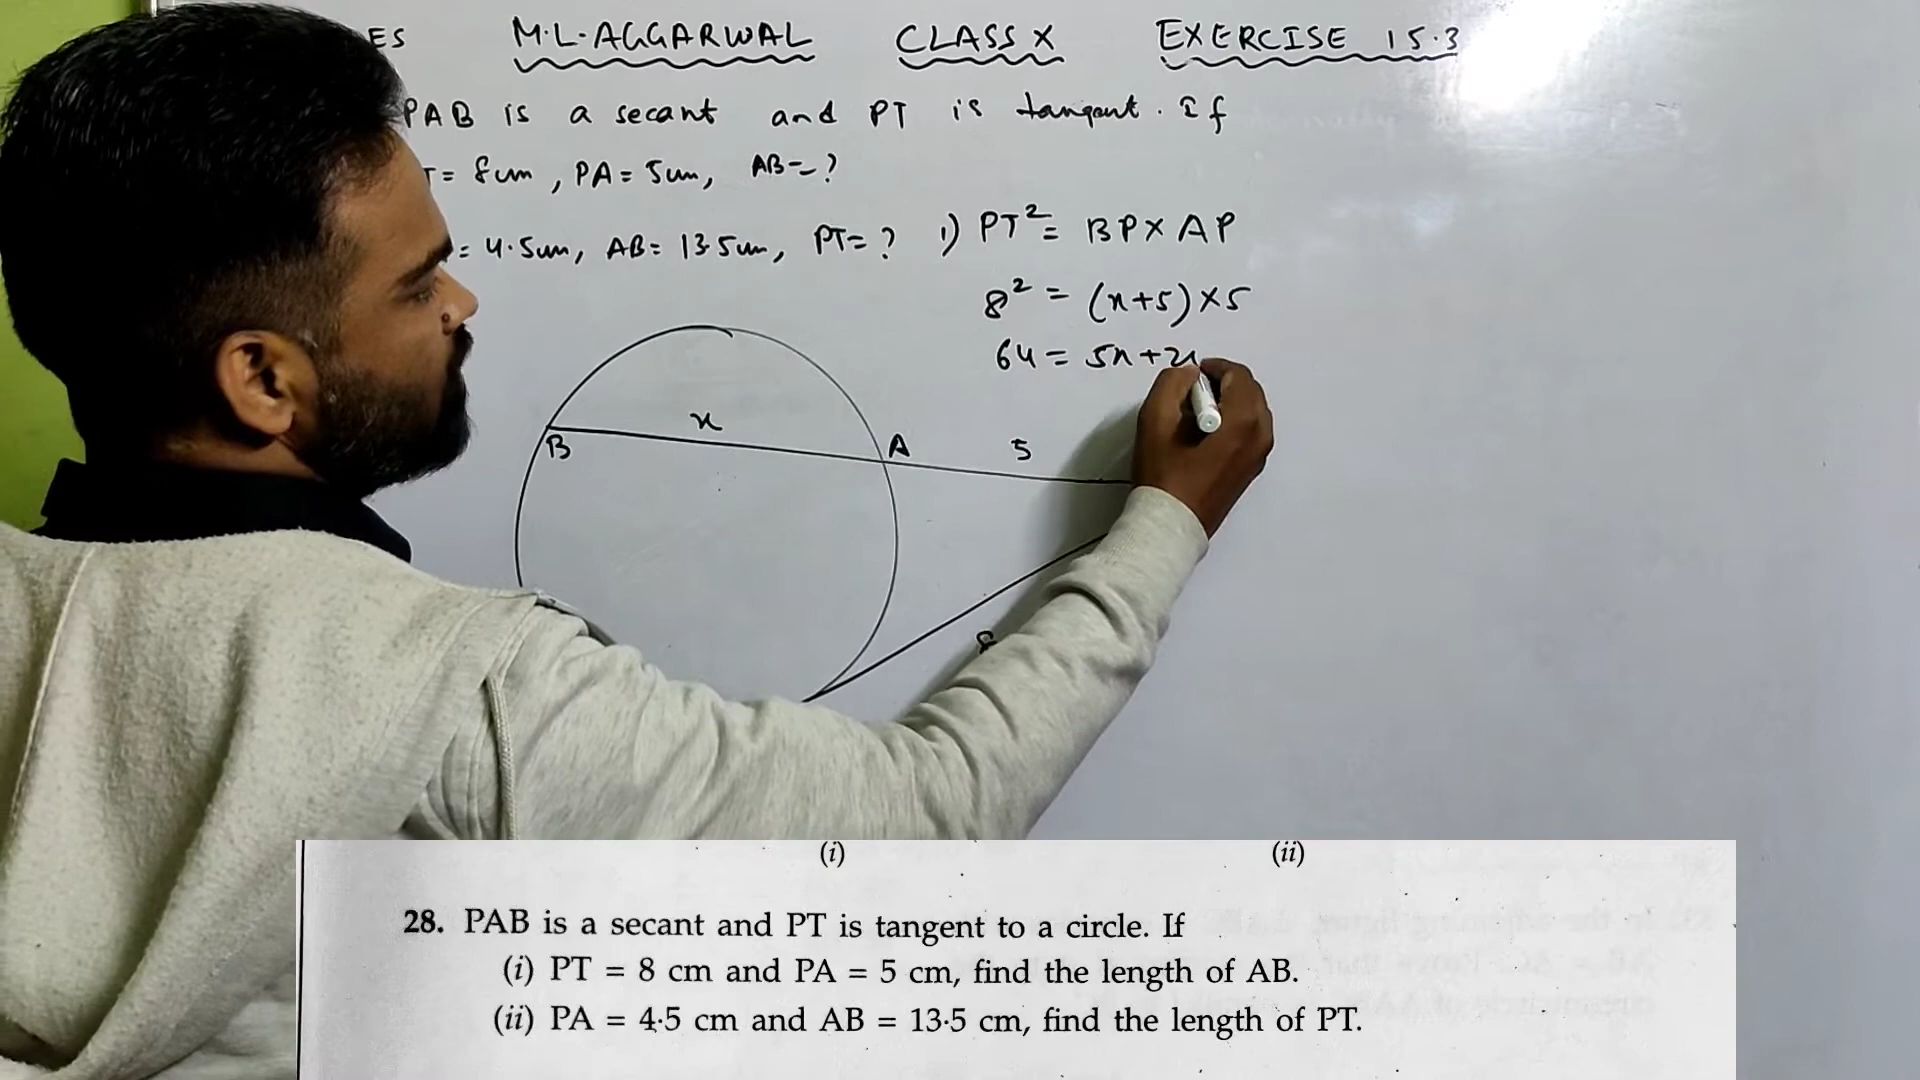 ES M.L.AGGARWAL CLASS X EXERCISE 15.3
PAB is a secant and PT is tangent. If
T= 8cm, PA= 5cm, AB=?
= 4.5cm, AB= 13.5cm, PT=? 1) PT²= BP×AP
8² = (x+5)×5
64 = 5x+2
x
B A 5
8
(i) (ii)
28. PAB is a secant and PT is tangent to a circle. If
(i) PT = 8 cm and PA = 5 cm, find the length of AB.
(ii) PA = 4·5 cm and AB = 13·5 cm, find the length of PT.